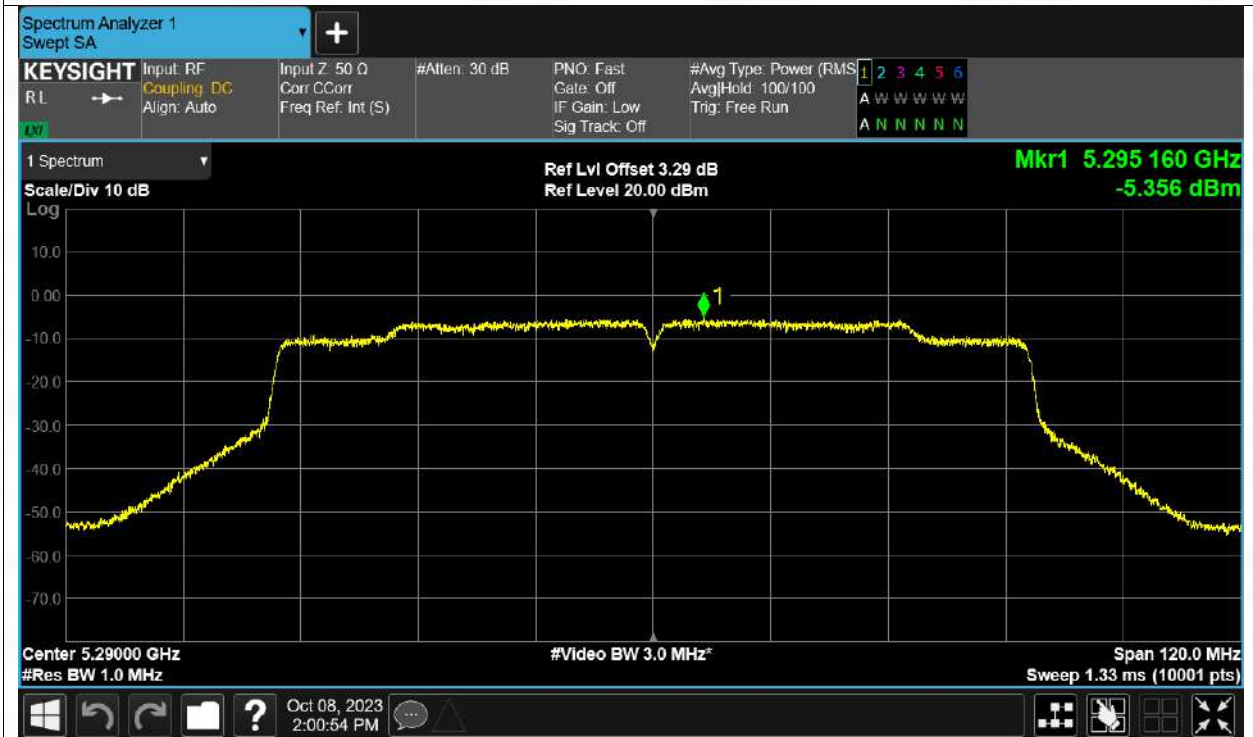 Spectrum Analyzer 1
Swept SA
+
KEYSIGHT
RL
LXI
Input: RF
Coupling: DC
Align: Auto
Input Z: 50 Ω
Corr CCorr
Freq Ref: Int (S)
#Atten: 30 dB
PNO: Fast
Gate: Off
IF Gain: Low
Sig Track: Off
#Avg Type: Power (RMS
Avg|Hold: 100/100
Trig: Free Run
1 2 3 4 5 6
A W W W W W
A N N N N N
1 Spectrum
Scale/Div 10 dB
Log
Ref Lvl Offset 3.29 dB
Ref Level 20.00 dBm
Mkr1 5.295 160 GHz
-5.356 dBm
10.0
0.00
-10.0
-20.0
-30.0
-40.0
-50.0
-60.0
-70.0
1
Center 5.29000 GHz
#Res BW 1.0 MHz
#Video BW 3.0 MHz*
Span 120.0 MHz
Sweep 1.33 ms (10001 pts)
?
Oct 08, 2023
2:00:54 PM